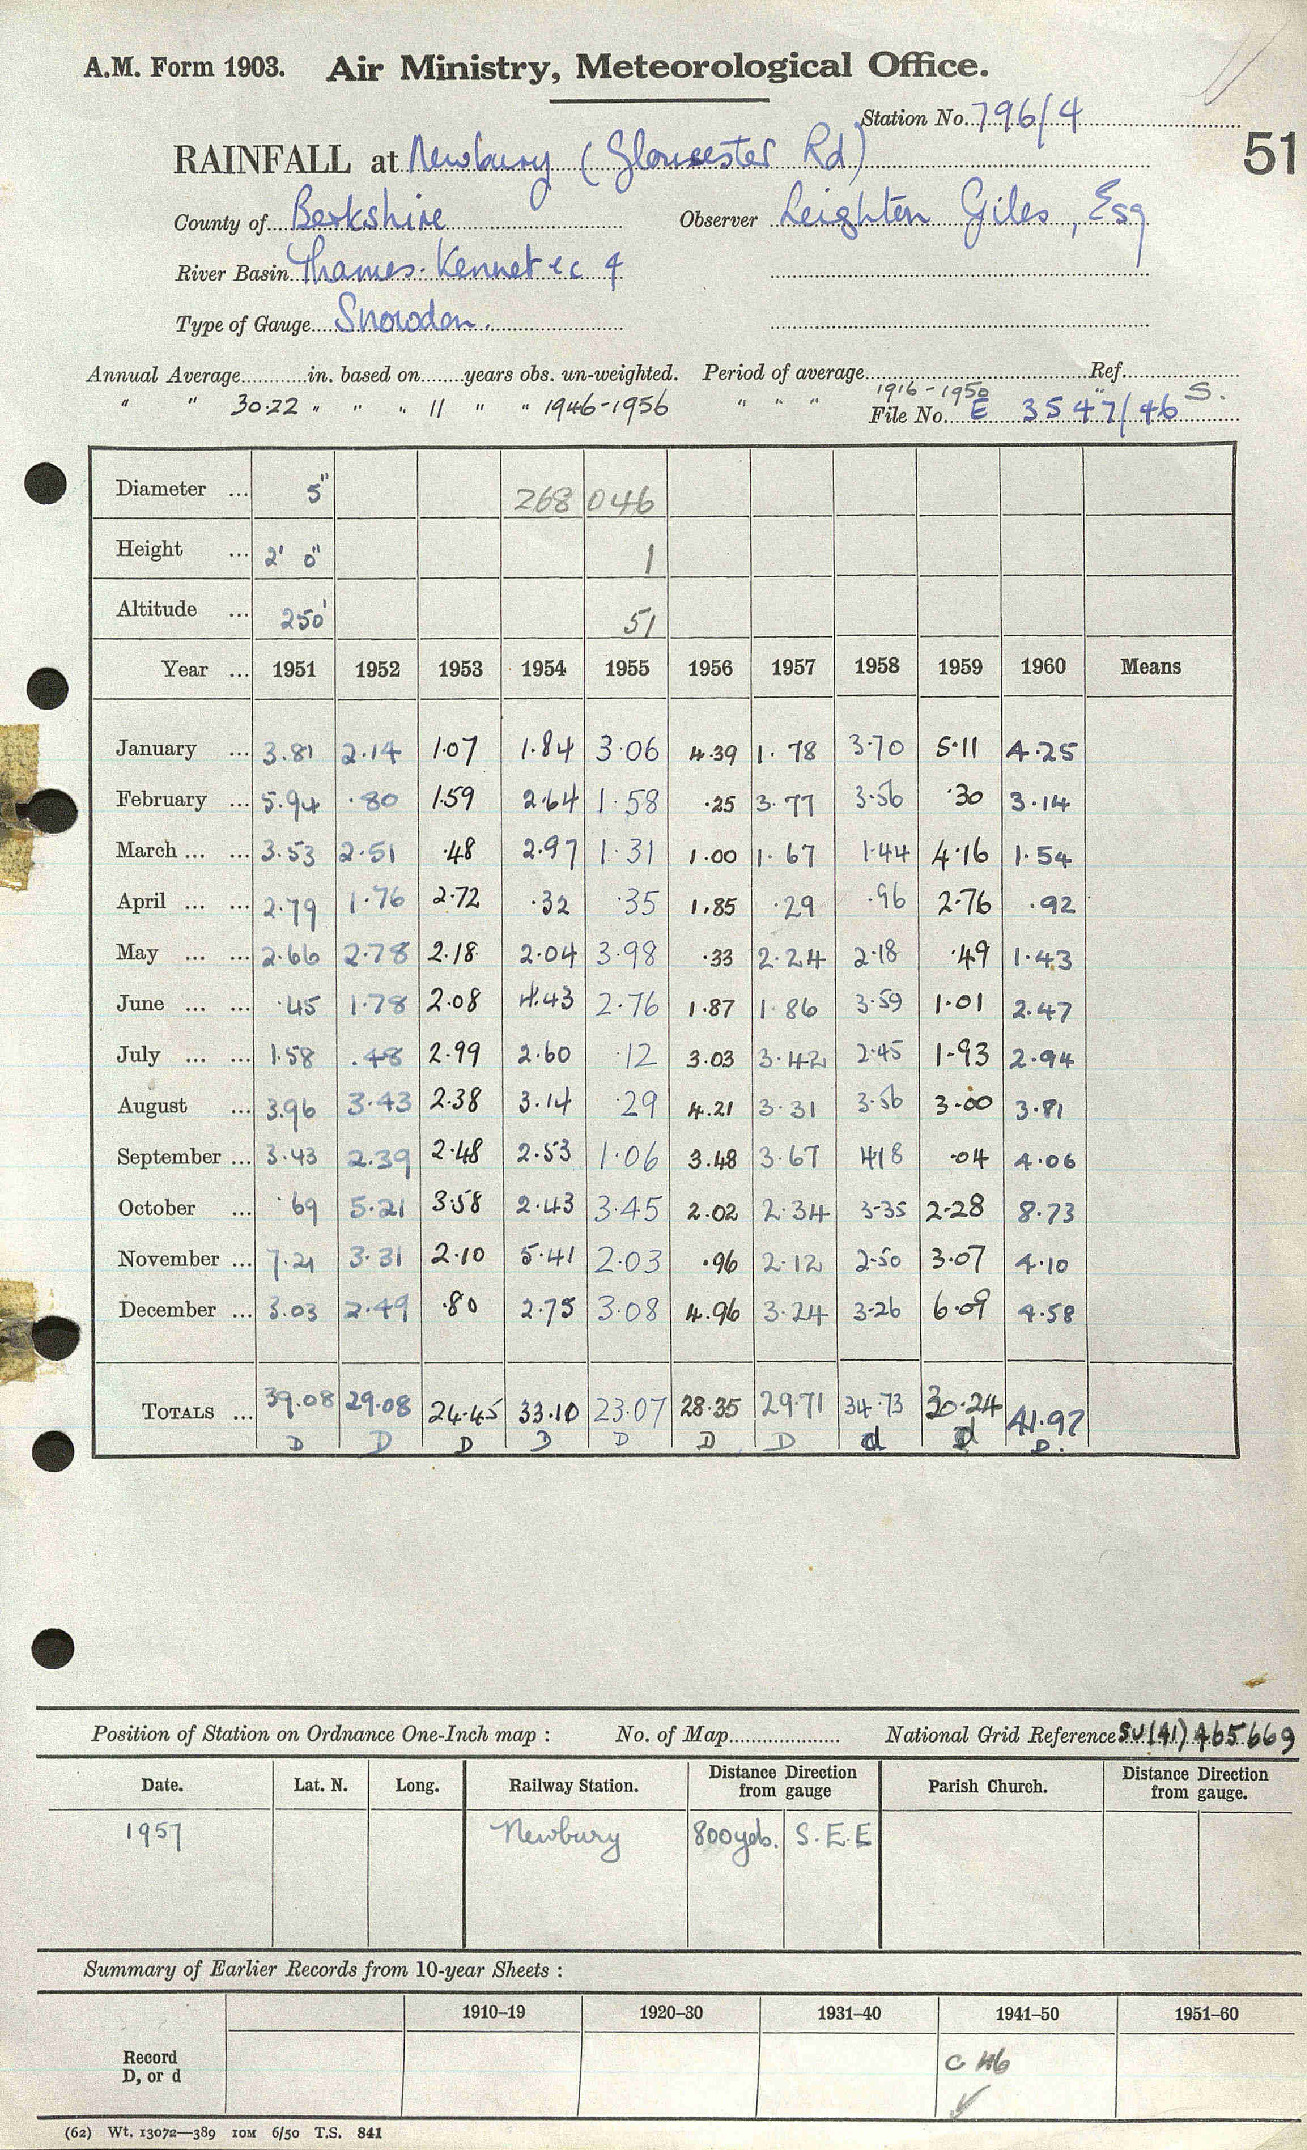 A.M. Form 1903. Air Ministry, Meteorological Office.
Station No. 796/4
51
RAINFALL at Newbury (Gloucester Rd)
County of Berkshire Observer Leighton Giles, Esq
River Basin Thames. Kennet &c 4
Type of Gauge Snowdon.
Annual Average in. based on years obs. un-weighted. Period of average Ref.
" " 30.22 " " " 11 " " 1946-1956 " " " 1916-1950 " S.
File No. E 3547/46
Diameter ... 5" 268 046
Height ... 2' 0" 1
Altitude ... 250' 51
Year ... 1951 1952 1953 1954 1955 1956 1957 1958 1959 1960 Means
January ... 3.81 2.14 1.07 1.84 3.06 4.39 1.78 3.70 5.11 4.25
February ... 5.94 .80 1.59 2.64 1.58 .25 3.77 3.56 .30 3.14
March ... ... 3.53 2.51 .48 2.97 1.31 1.00 1.67 1.44 4.16 1.54
April ... ... 2.79 1.76 2.72 .32 .35 1.85 .29 .96 2.76 .92
May ... ... 2.66 2.78 2.18 2.04 3.98 .33 2.24 2.18 .49 1.43
June ... ... .45 1.78 2.08 4.43 2.76 1.87 1.86 3.59 1.01 2.47
July ... ... 1.58 .48 2.99 2.60 .12 3.03 3.42 2.45 1.93 2.94
August ... 3.96 3.43 2.38 3.14 .29 4.21 3.31 3.56 3.00 3.81
September ... 3.43 2.39 2.48 2.53 1.06 3.48 3.67 4.18 .04 4.06
October ... .69 5.21 3.58 2.43 3.45 2.02 2.34 3.35 2.28 8.73
November ... 7.21 3.31 2.10 5.41 2.03 .96 2.12 2.50 3.07 4.10
December ... 3.03 2.49 .80 2.75 3.08 4.96 3.24 3.26 6.09 4.58
TOTALS ... 39.08 29.08 24.45 33.10 23.07 28.35 29.71 34.73 30.24 41.97
D D D D D D D d d D.
Position of Station on Ordnance One-Inch map : No. of Map National Grid Reference SU(41) 465669
Date. Lat. N. Long. Railway Station. Distance from Direction gauge Parish Church. Distance from Direction gauge.
1957 Newbury 800yds. S.E.E
Summary of Earlier Records from 10-year Sheets :
1910-19 1920-30 1931-40 1941-50 1951-60
Record D, or d C 46
(62) Wt. 13072—389 10M 6/50 T.S. 841